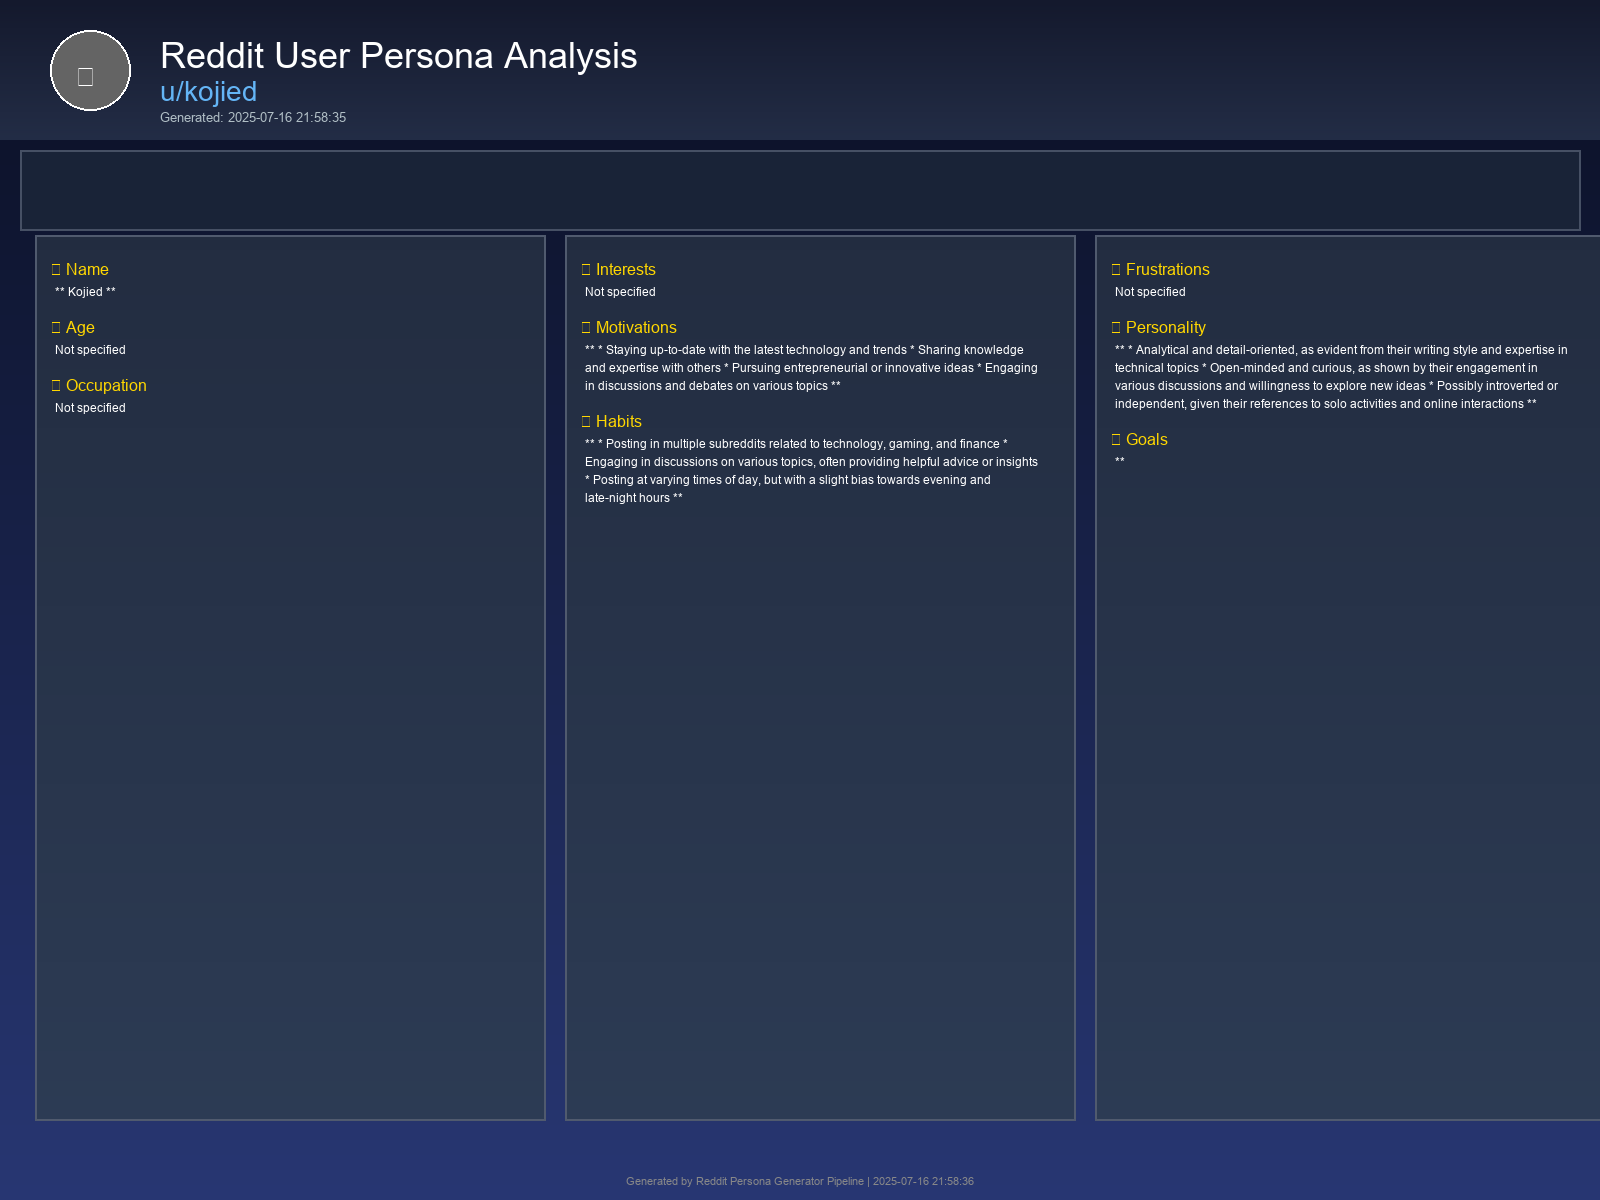 Reddit User Persona Analysis
u/kojied
Generated: 2025-07-16 21:58:35
Name
** Kojied **
Age
Not specified
Occupation
Not specified
Interests
Not specified
Motivations
** * Staying up-to-date with the latest technology and trends * Sharing knowledge
and expertise with others * Pursuing entrepreneurial or innovative ideas * Engaging
in discussions and debates on various topics **
Habits
** * Posting in multiple subreddits related to technology, gaming, and finance *
Engaging in discussions on various topics, often providing helpful advice or insights
* Posting at varying times of day, but with a slight bias towards evening and
late-night hours **
Frustrations
Not specified
Personality
** * Analytical and detail-oriented, as evident from their writing style and expertise in
technical topics * Open-minded and curious, as shown by their engagement in
various discussions and willingness to explore new ideas * Possibly introverted or
independent, given their references to solo activities and online interactions **
Goals
**
Generated by Reddit Persona Generator Pipeline | 2025-07-16 21:58:36